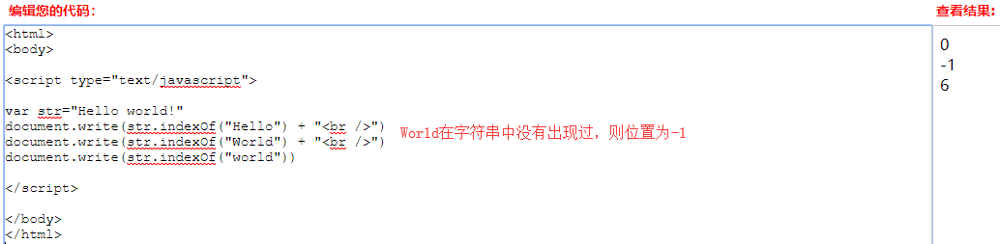 编辑您的代码： 查看结果:
<html>
<body>
<script type="text/javascript">
var str="Hello world!"
document.write(str.indexOf("Hello") + "<br />")
document.write(str.indexOf("World") + "<br />")
document.write(str.indexOf("world"))
</script>
</body>
</html>
World在字符串中没有出现过，则位置为-1
0
-1
6